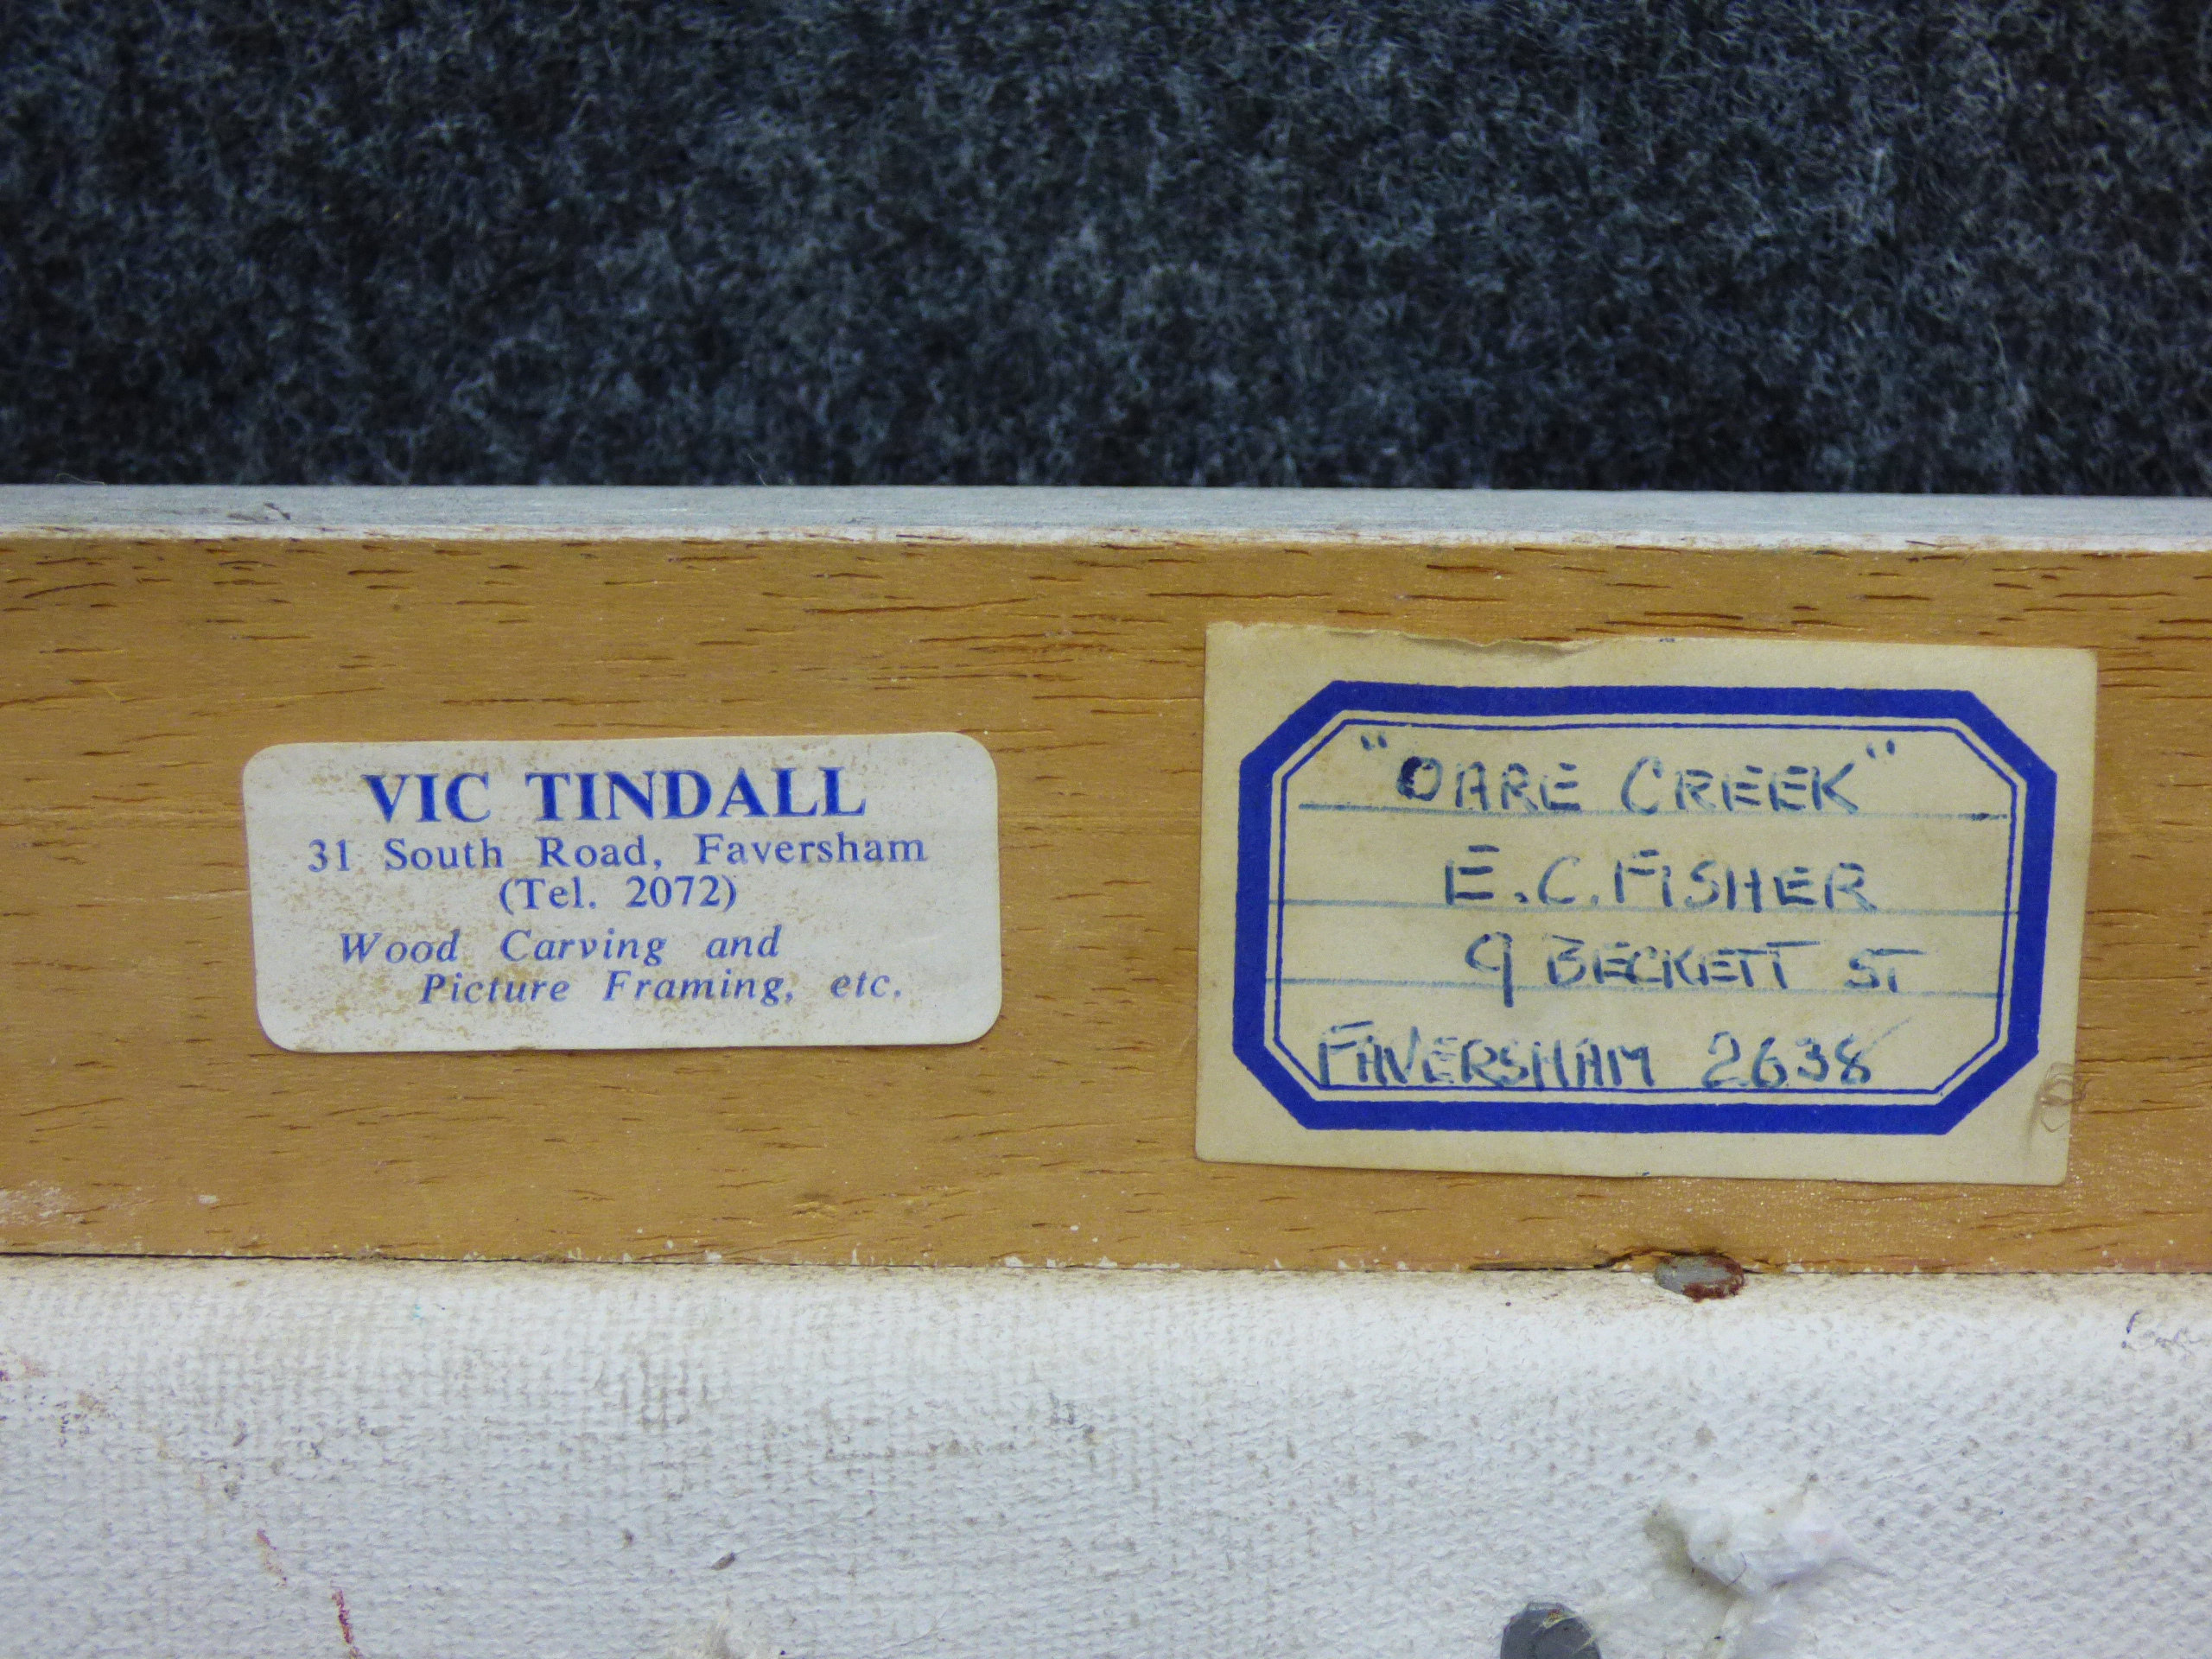 VIC TINDALL
31 South Road, Faversham
(Tel. 2072)
Wood Carving and
Picture Framing, etc.
"OARE CREEK"
E.C. FISHER
9 BECKETT ST
FAVERSHAM 2638